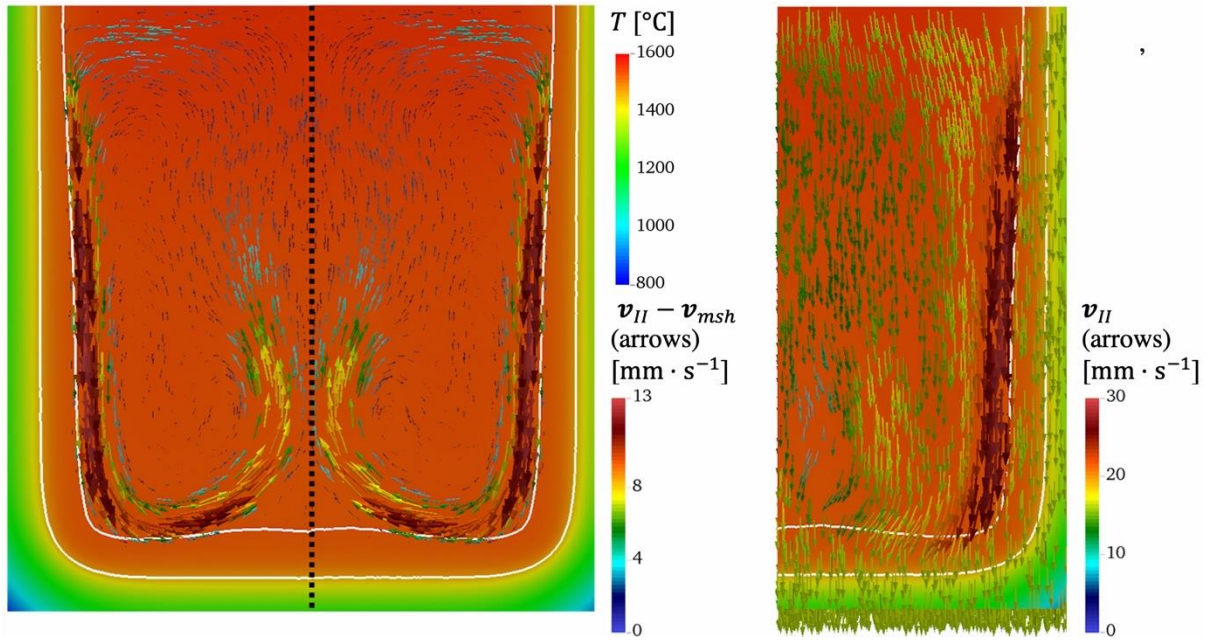 T [°C]
1600
1400
1200
1000
800
v_II − v_msh
(arrows)
[mm · s⁻¹]
13
8
4
0
,
v_II
(arrows)
[mm · s⁻¹]
30
20
10
0